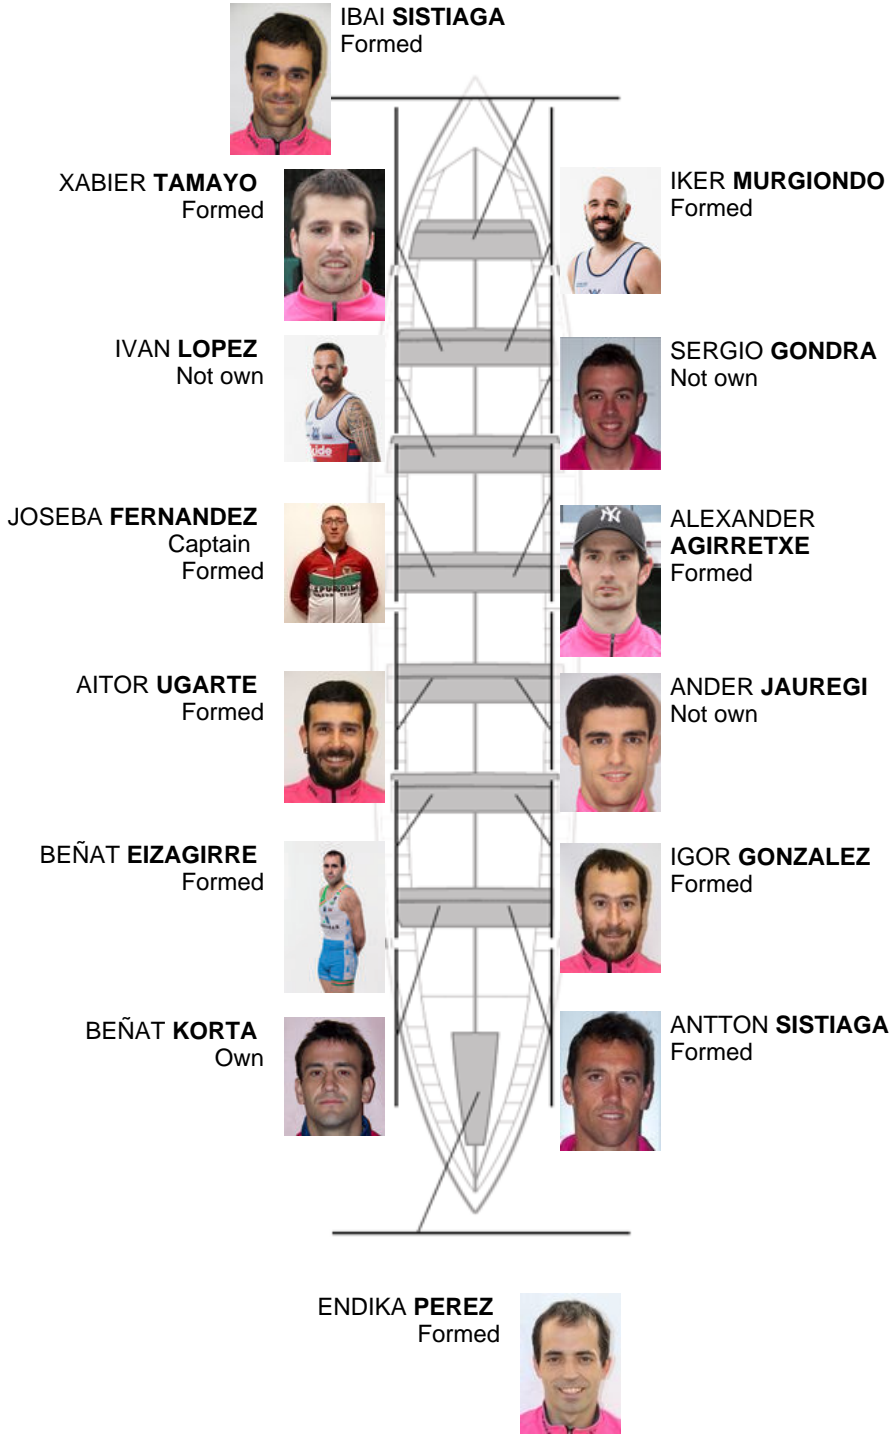 IBAI SISTIAGA
Formed
XABIER TAMAYO
Formed
IKER MURGIONDO
Formed
IVAN LOPEZ
Not own
SERGIO GONDRA
Not own
JOSEBA FERNANDEZ
Captain
Formed
ALEXANDER
AGIRRETXE
Formed
AITOR UGARTE
Formed
ANDER JAUREGI
Not own
BEÑAT EIZAGIRRE
Formed
IGOR GONZALEZ
Formed
BEÑAT KORTA
Own
ANTTON SISTIAGA
Formed
ENDIKA PEREZ
Formed